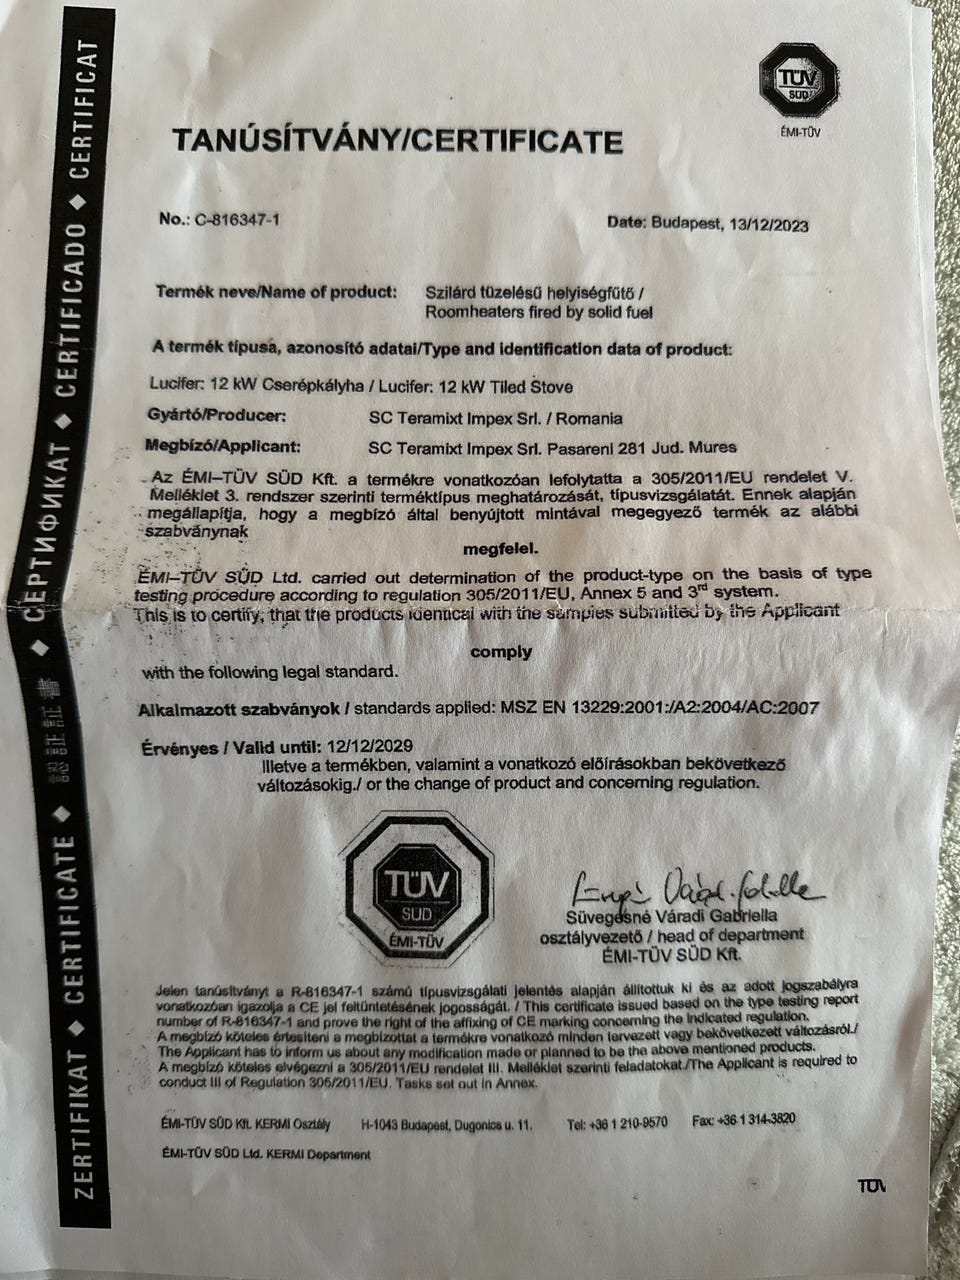 TÜV
SÜD
ÉMI-TÜV
TANÚSÍTVÁNY/CERTIFICATE
No.: C-816347-1
Date: Budapest, 13/12/2023
Termék neve/Name of product:
Szilárd tüzelésű helyiségfűtő /
Roomheaters fired by solid fuel
A termék típusa, azonosító adatai/Type and identification data of product:
Lucifer: 12 kW Cserépkályha / Lucifer: 12 kW Tiled Stove
Gyártó/Producer:
SC Teramixt Impex Srl. / Romania
Megbízó/Applicant:
SC Teramixt Impex Srl. Pasareni 281 Jud. Mures
Az ÉMI–TÜV SÜD Kft. a termékre vonatkozóan lefolytatta a 305/2011/EU rendelet V.
Melléklet 3. rendszer szerinti terméktípus meghatározását, típusvizsgálatát. Ennek alapján
megállapítja, hogy a megbízó által benyújtott mintával megegyező termék az alábbi
szabványnak
megfelel.
ÉMI–TÜV SÜD Ltd. carried out determination of the product-type on the basis of type
testing procedure according to regulation 305/2011/EU, Annex 5 and 3rd system.
This is to certify, that the products identical with the samples submitted by the Applicant
comply
with the following legal standard.
Alkalmazott szabványok / standards applied: MSZ EN 13229:2001:/A2:2004/AC:2007
Érvényes / Valid until: 12/12/2029
Illetve a termékben, valamint a vonatkozó előírásokban bekövetkező
változásokig./ or the change of product and concerning regulation.
TÜV
SÜD
ÉMI-TÜV
Süvegesné Váradi Gabriella
osztályvezető / head of department
ÉMI-TÜV SÜD Kft.
Jelen tanúsítványt a R-816347-1 számú típusvizsgálati jelentés alapján állítottuk ki és az adott jogszabályra
vonatkozóan igazolja a CE jel feltüntetésének jogosságát. / This certificate issued based on the type testing report
number of R-816347-1 and prove the right of the affixing of CE marking concerning the indicated regulation.
A megbízó köteles értesíteni a megbízottat a termékre vonatkozó minden tervezett vagy bekövetkezett változásról./
The Applicant has to inform us about any modification made or planned to be the above mentioned products.
A megbízó köteles elvégezni a 305/2011/EU rendelet III. Melléklet szerinti feladatokat./The Applicant is required to
conduct III of Regulation 305/2011/EU. Tasks set out in Annex.
ÉMI-TÜV SÜD Kft. KERMI Osztály
H-1043 Budapest, Dugonics u. 11.
Tel: +36 1 210-9570
Fax: +36 1 314-3820
ÉMI-TÜV SÜD Ltd. KERMI Department
TÜV
ZERTIFIKAT ◆ CERTIFICATE ◆ 認証証書 ◆ СЕРТИФИКАТ ◆ CERTIFICADO ◆ CERTIFICAT